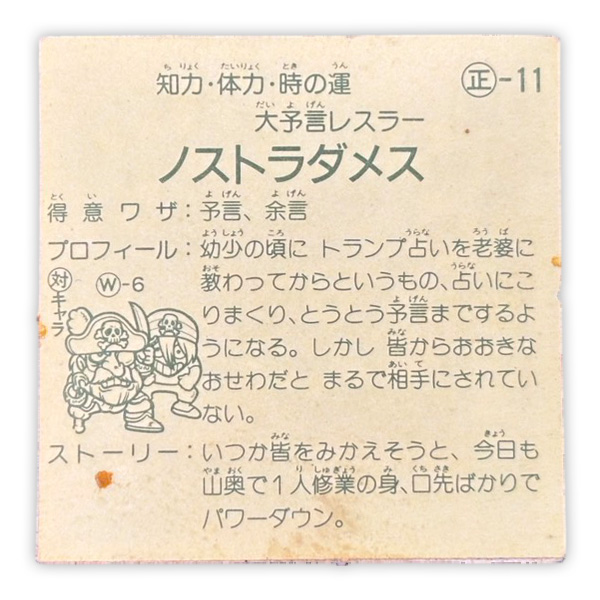 知力・体力・時の運
㊣-11
大予言レスラー
ノストラダメス
得意ワザ：予言、余言
プロフィール：幼少の頃に トランプ占いを老婆に
教わってからというもの、占いにこ
りまくり、とうとう予言までするよ
うになる。しかし 皆からおおきな
おせわだと まるで相手にされてい
ない。
対キャラ
Ⓦ-6
ストーリー：いつか皆をみかえそうと、今日も
山奥で1人修業の身、口先ばかりで
パワーダウン。